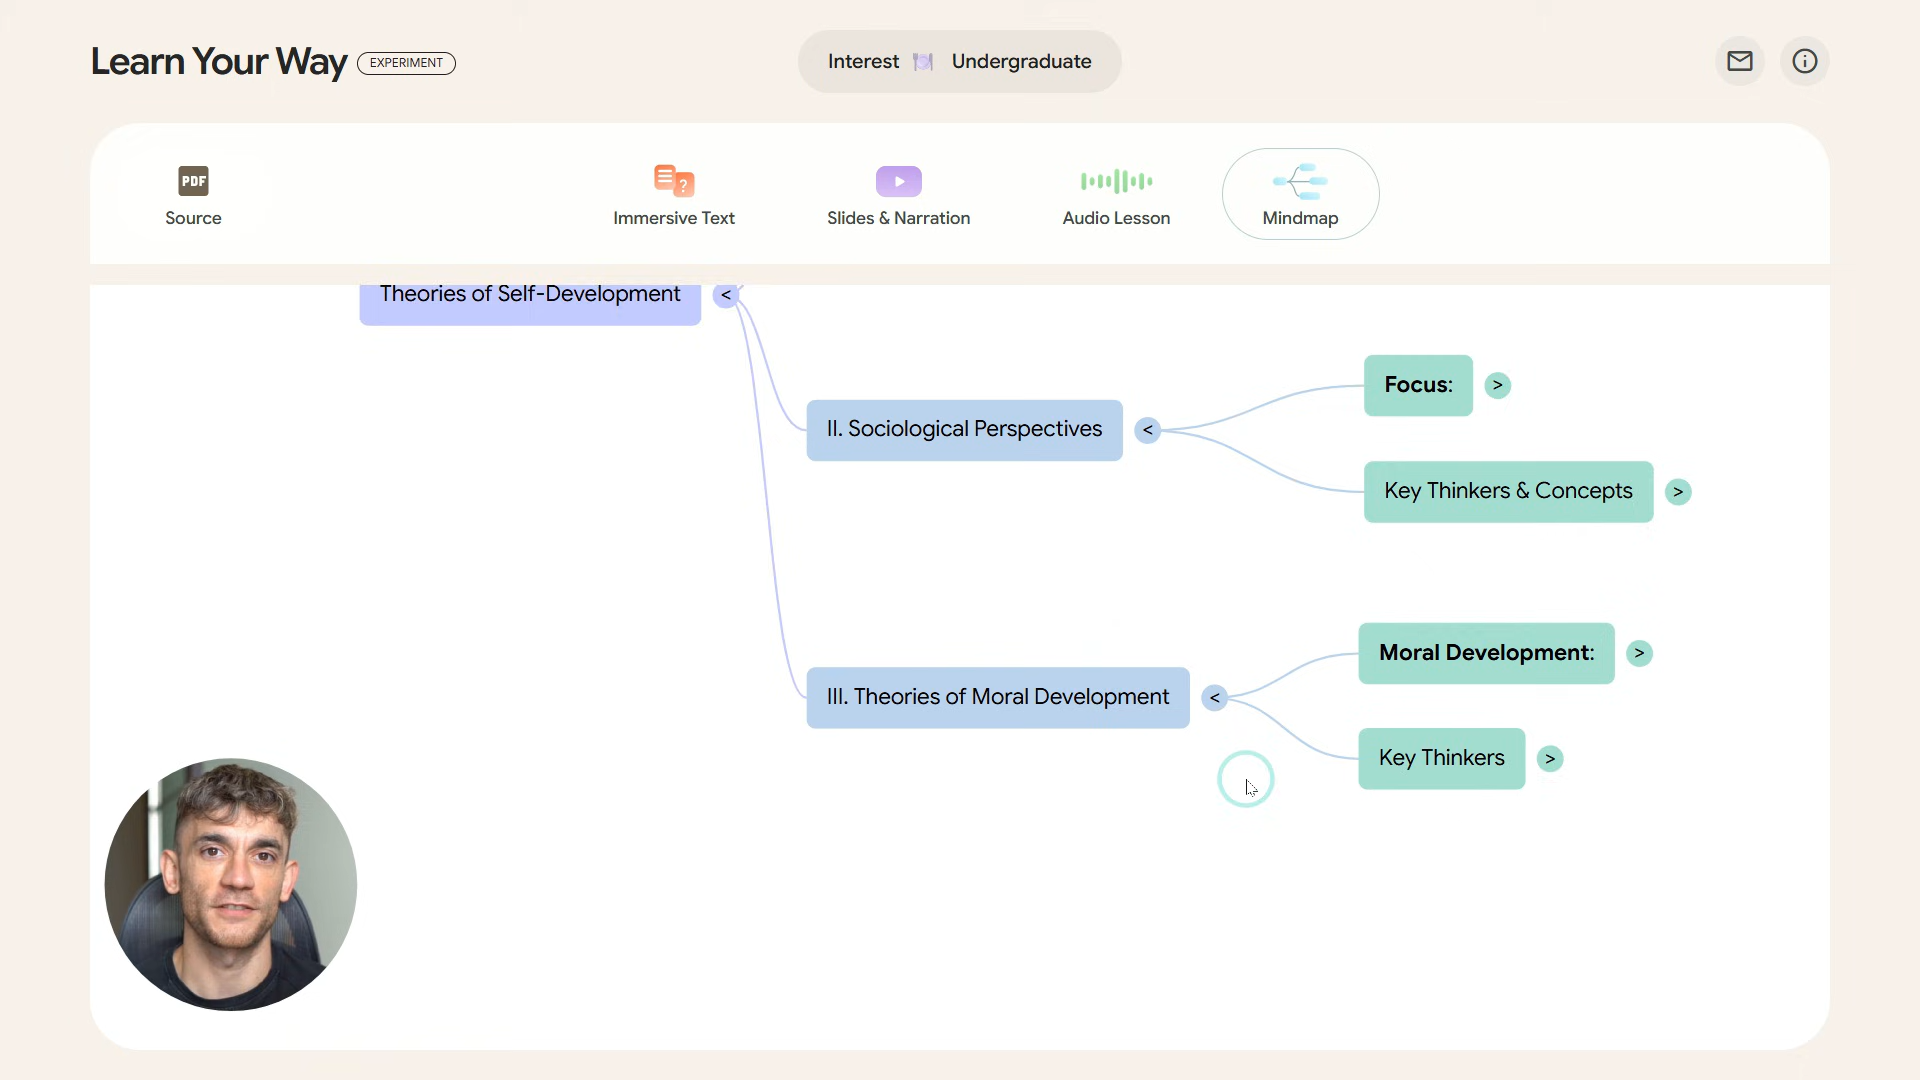 Learn Your Way EXPERIMENT
Interest Undergraduate
PDF
Source
?
Immersive Text
Slides & Narration
Audio Lesson
Mindmap
Theories of Self-Development <
Focus: >
II. Sociological Perspectives <
Key Thinkers & Concepts >
Moral Development: >
III. Theories of Moral Development <
Key Thinkers >